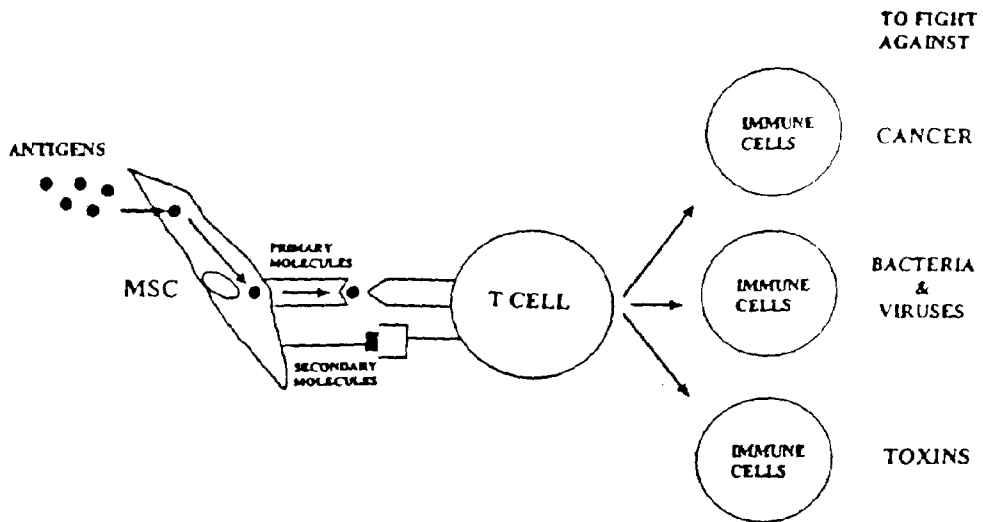 TO FIGHT
AGAINST
IMMUNE
CELLS
CANCER
ANTIGENS
PRIMARY
MOLECULES
MSC
T CELL
IMMUNE
CELLS
BACTERIA
&
VIRUSES
SECONDARY
MOLECULES
IMMUNE
CELLS
TOXINS